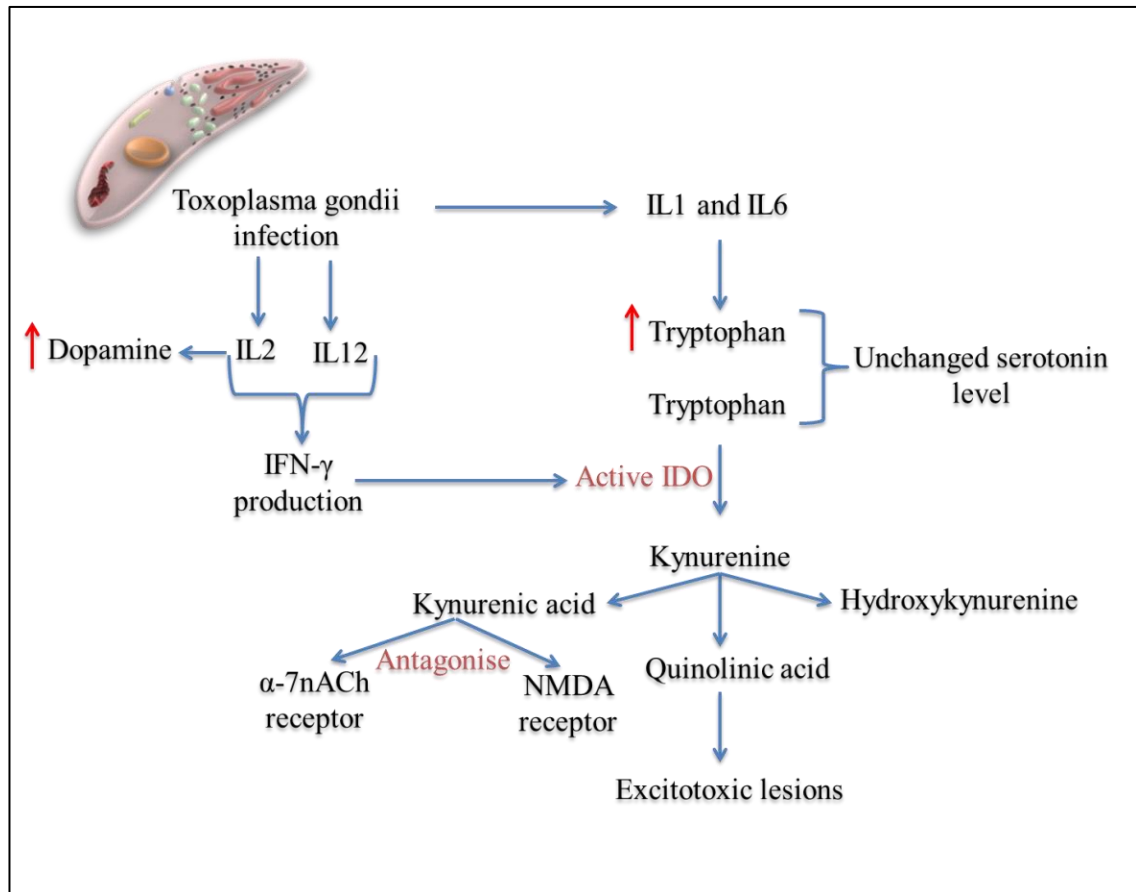 Toxoplasma gondii
infection
IL1 and IL6
Dopamine
IL2
IL12
Tryptophan
Tryptophan
Unchanged serotonin
level
IFN-γ
production
Active IDO
Kynurenine
Kynurenic acid
Hydroxykynurenine
Antagonise
α-7nACh
receptor
NMDA
receptor
Quinolinic acid
Excitotoxic lesions